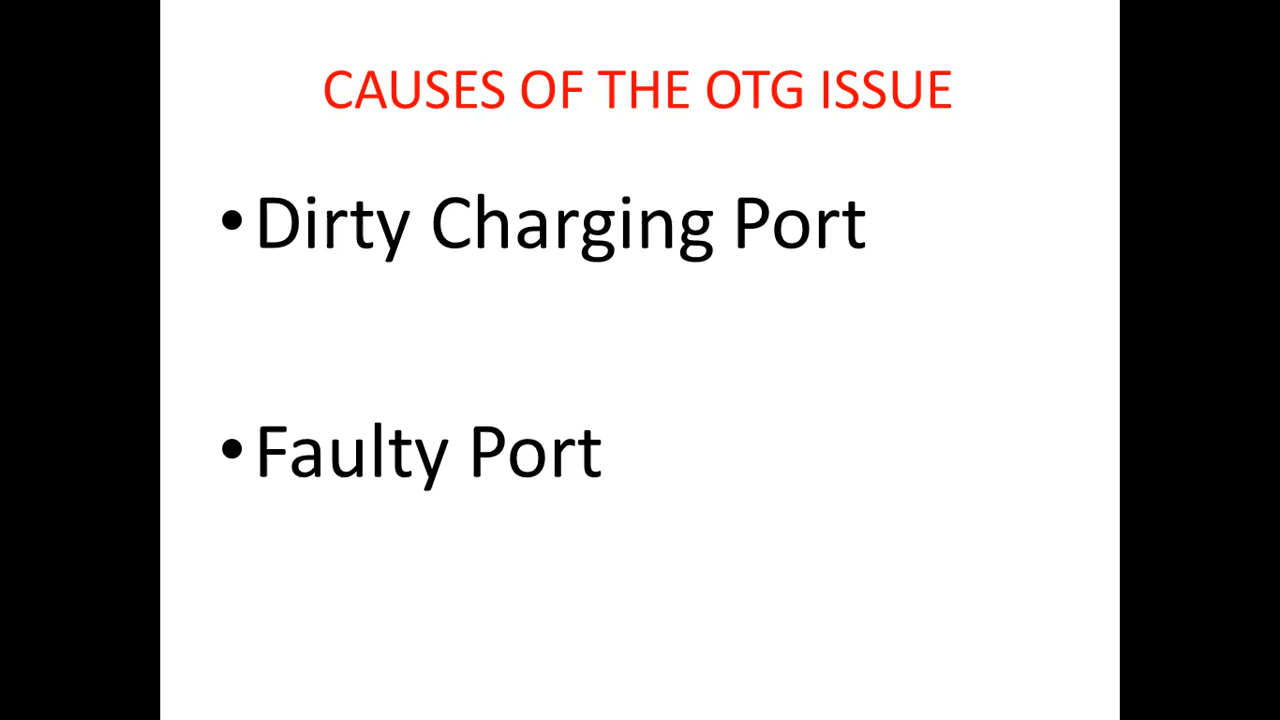 CAUSES OF THE OTG ISSUE
•Dirty Charging Port
•Faulty Port